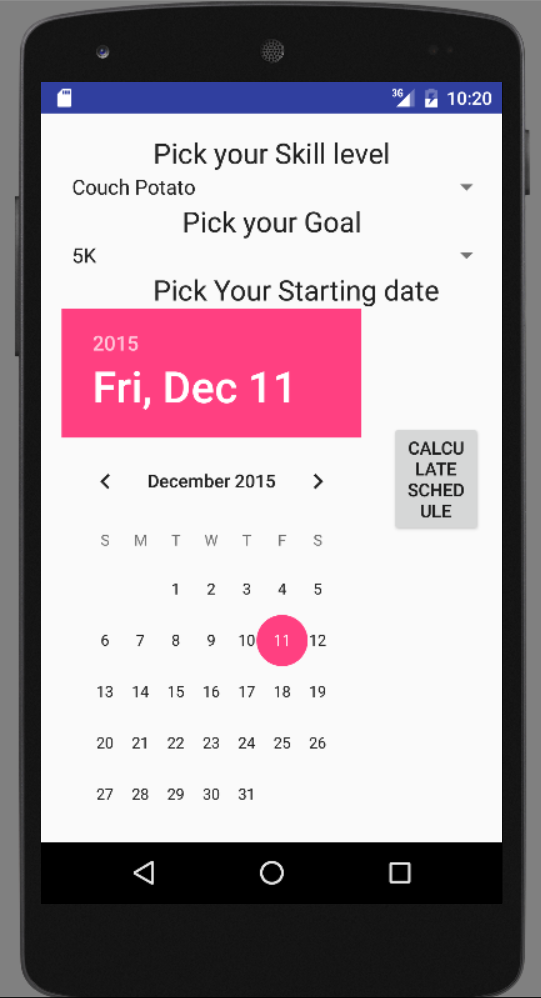 3G 10:20
Pick your Skill level
Couch Potato
Pick your Goal
5K
Pick Your Starting date
2015
Fri, Dec 11
CALCU
LATE
SCHED
ULE
December 2015
S M T W T F S
1 2 3 4 5
6 7 8 9 10 11 12
13 14 15 16 17 18 19
20 21 22 23 24 25 26
27 28 29 30 31